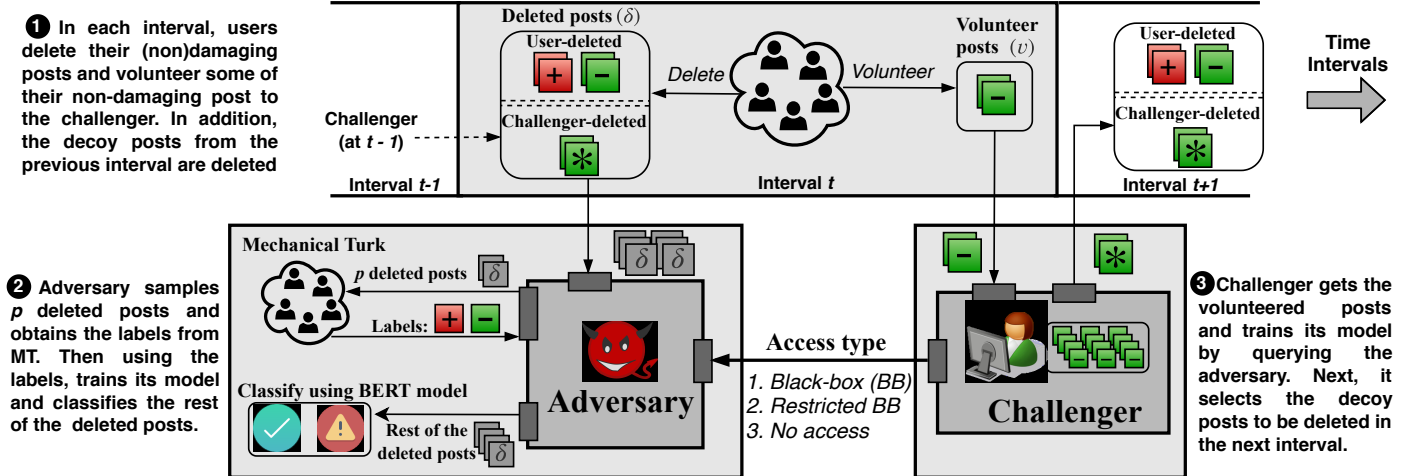 1 In each interval, users
delete their (non)damaging
posts and volunteer some of
their non-damaging post to
the challenger. In addition,
the decoy posts from the
previous interval are deleted
Challenger
(at t - 1)
Interval t-1
Deleted posts (δ)
User-deleted
+ −
Challenger-deleted
*
Delete
Volunteer
Interval t
Volunteer
posts (υ)
−
User-deleted
+ −
Challenger-deleted
*
Interval t+1
Time
Intervals
2 Adversary samples
p deleted posts and
obtains the labels from
MT. Then using the
labels, trains its model
and classifies the rest
of the deleted posts.
Mechanical Turk
p deleted posts δ
Labels: + −
Classify using BERT model
Rest of the
deleted posts δ
δ δ
Adversary
Access type
1. Black-box (BB)
2. Restricted BB
3. No access
− *
− − −
Challenger
3 Challenger gets the
volunteered posts
and trains its model
by querying the
adversary. Next, it
selects the decoy
posts to be deleted in
the next interval.